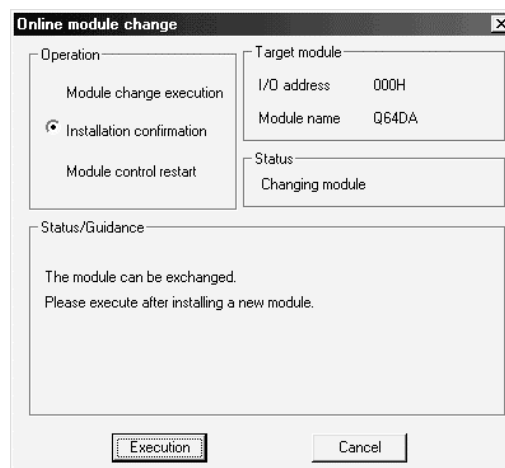 Online module change
Operation
Module change execution
Installation confirmation
Module control restart
Target module
I/O address 000H
Module name Q64DA
Status
Changing module
Status/Guidance
The module can be exchanged.
Please execute after installing a new module.
Execution Cancel